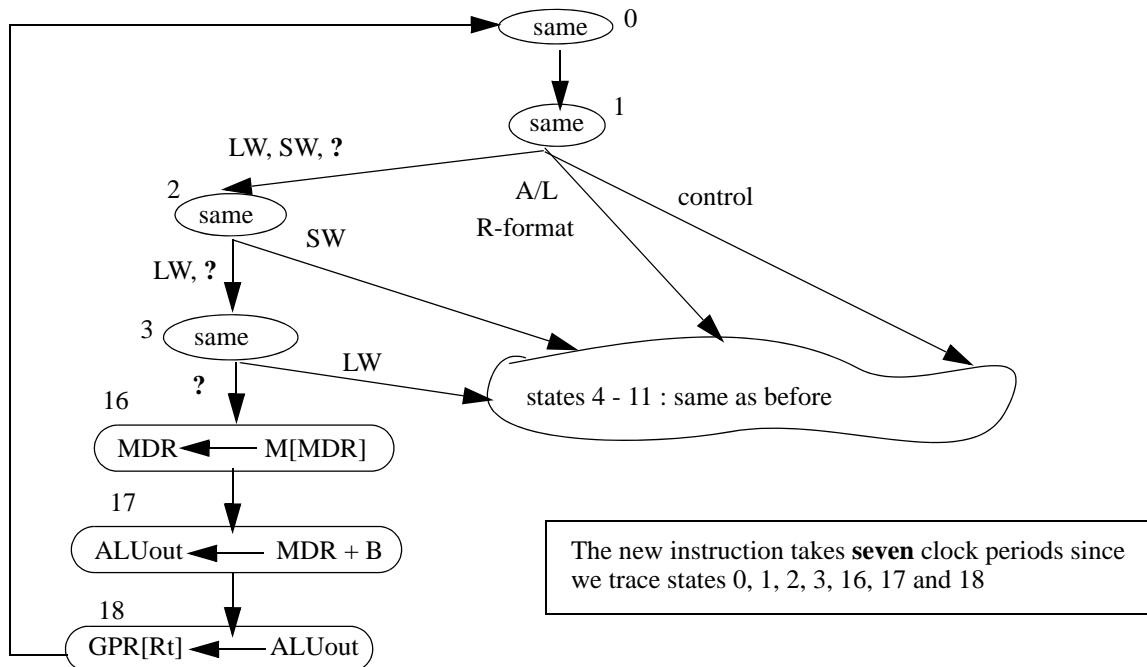 same 0
same 1
LW, SW, ?
A/L
R-format
control
2
same
SW
LW, ?
3
same
LW
?
16
MDR M[MDR]
states 4 - 11 : same as before
17
ALUout MDR + B
18
GPR[Rt] ALUout
The new instruction takes seven clock periods since
we trace states 0, 1, 2, 3, 16, 17 and 18